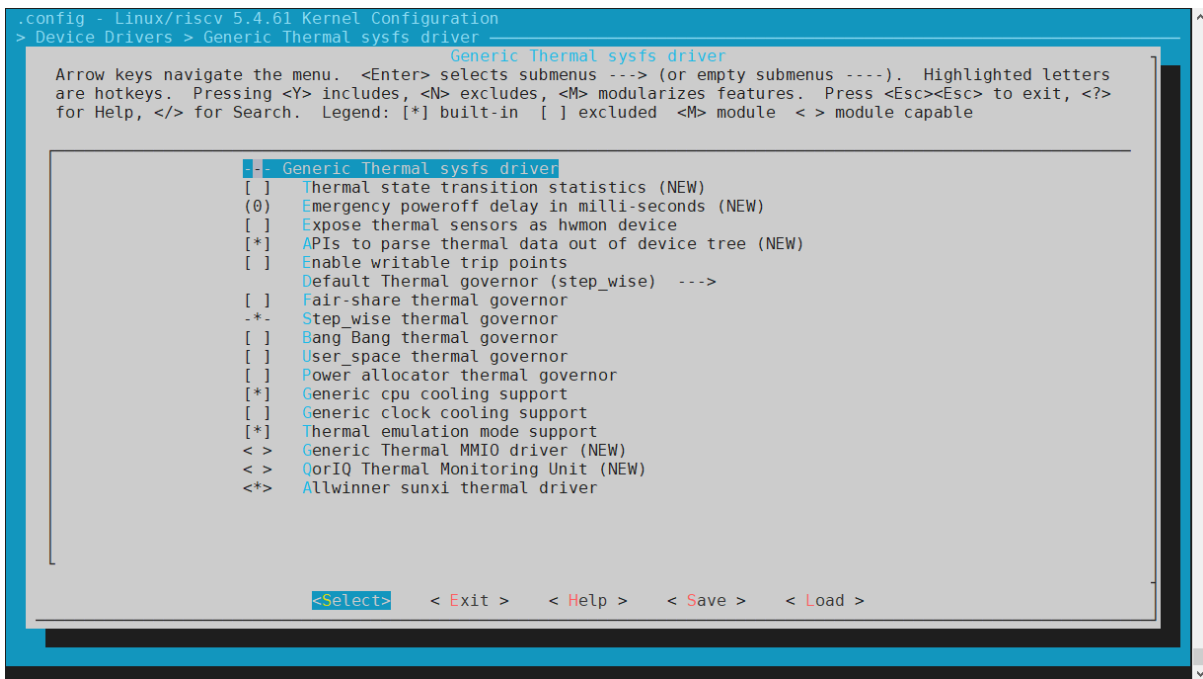 .config - Linux/riscv 5.4.61 Kernel Configuration
> Device Drivers > Generic Thermal sysfs driver
Generic Thermal sysfs driver
Arrow keys navigate the menu.  <Enter> selects submenus ---> (or empty submenus ----).  Highlighted letters
are hotkeys.  Pressing <Y> includes, <N> excludes, <M> modularizes features.  Press <Esc><Esc> to exit, <?>
for Help, </> for Search.  Legend: [*] built-in  [ ] excluded  <M> module  < > module capable
--- Generic Thermal sysfs driver
[ ]   Thermal state transition statistics (NEW)
(0)   Emergency poweroff delay in milli-seconds (NEW)
[ ]   Expose thermal sensors as hwmon device
[*]   APIs to parse thermal data out of device tree (NEW)
[ ]   Enable writable trip points
Default Thermal governor (step_wise)  --->
[ ]   Fair-share thermal governor
-*-   Step_wise thermal governor
[ ]   Bang Bang thermal governor
[ ]   User_space thermal governor
[ ]   Power allocator thermal governor
[*]   Generic cpu cooling support
[ ]   Generic clock cooling support
[*]   Thermal emulation mode support
< >   Generic Thermal MMIO driver (NEW)
< >   QorIQ Thermal Monitoring Unit (NEW)
<*>   Allwinner sunxi thermal driver
<Select>    < Exit >    < Help >    < Save >    < Load >